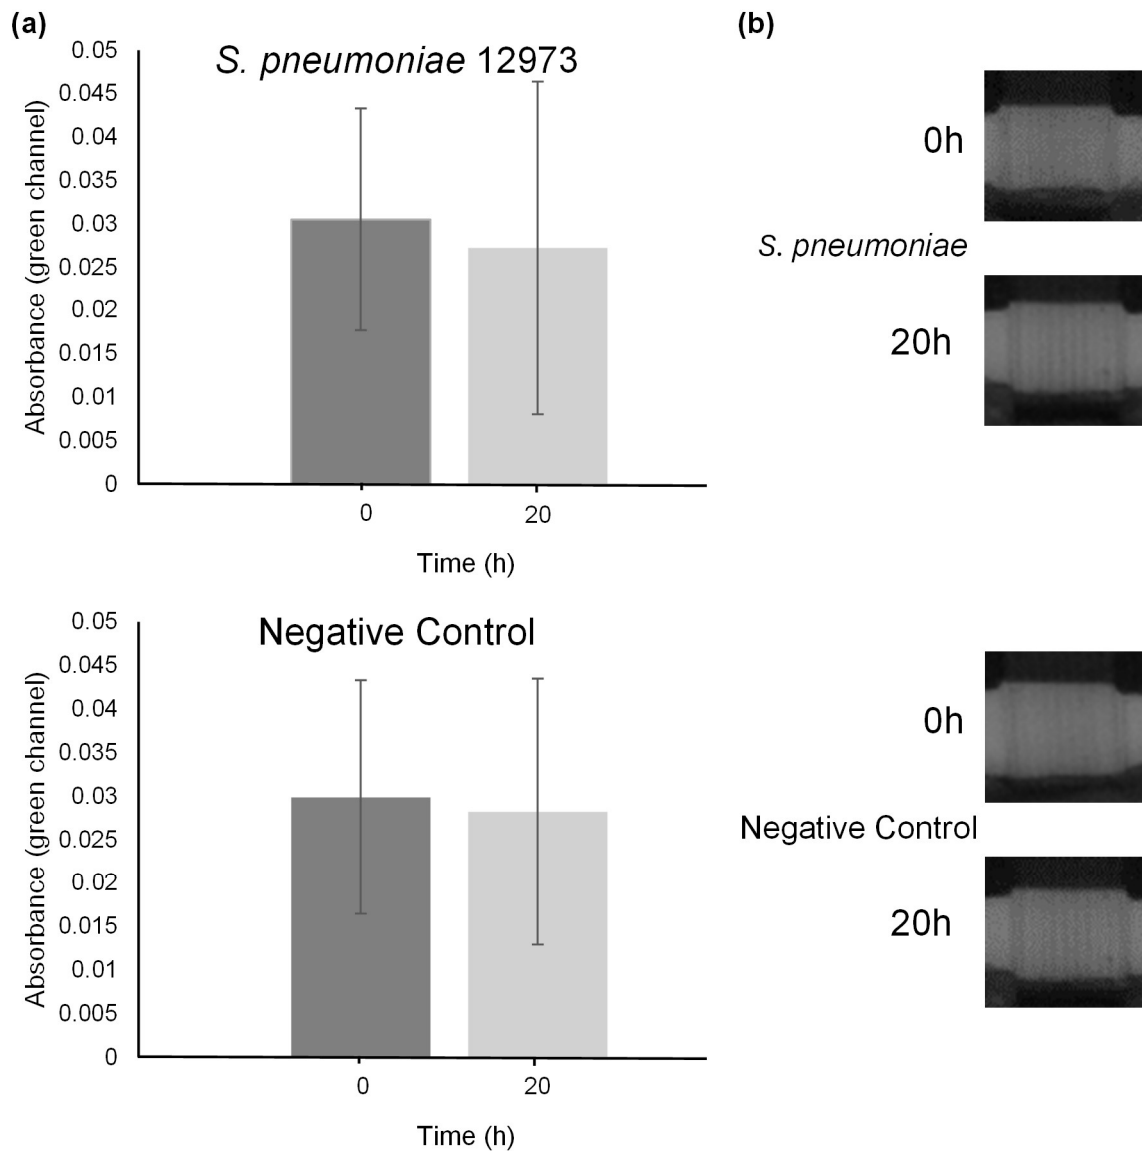 (a)
S. pneumoniae 12973
Absorbance (green channel)
0.05
0.045
0.04
0.035
0.03
0.025
0.02
0.015
0.01
0.005
0
0
20
Time (h)
Negative Control
Absorbance (green channel)
0.05
0.045
0.04
0.035
0.03
0.025
0.02
0.015
0.01
0.005
0
0
20
Time (h)
(b)
0h
S. pneumoniae
20h
0h
Negative Control
20h